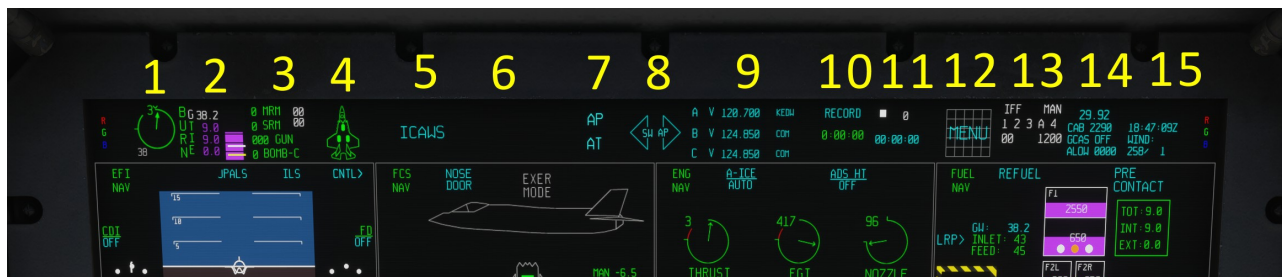 1 2 3 4 5 6 7 8 9 10 11 12 13 14 15
R
G
B
3
38
B G 38.2
U T 9.0
R I 9.0
N E 0.0
0 MRM 00
0 SRM 00
000 GUN
0 BOMB-C
ICAWS
AP
AT
SW AP
A V 120.700 KEDW
B V 124.850 COM
C V 124.850 COM
RECORD 0
0:00:00 00:00:00
MENU
IFF MAN
1 2 3 A 4
00 1200
29.92
CAB 2290 18:47:09Z
GCAS OFF WIND:
ALOW 0000 258/ 1
R
G
B
EFI
NAV
JPALS ILS CNTL>
15
10
5
CDI
OFF
FD
OFF
FCS
NAV
NOSE
DOOR
EXER
MODE
MAN -6.5
ENG
NAV
A-ICE
AUTO
ADS HT
OFF
3 417 96
THRUST EGT NOZZLE
FUEL
NAV
REFUEL
PRE
CONTACT
F1
2550
650
GW: 38.2
LRP> INLET: 43
FEED: 45
TOT:9.0
INT:9.0
EXT:0.0
F2L F2R